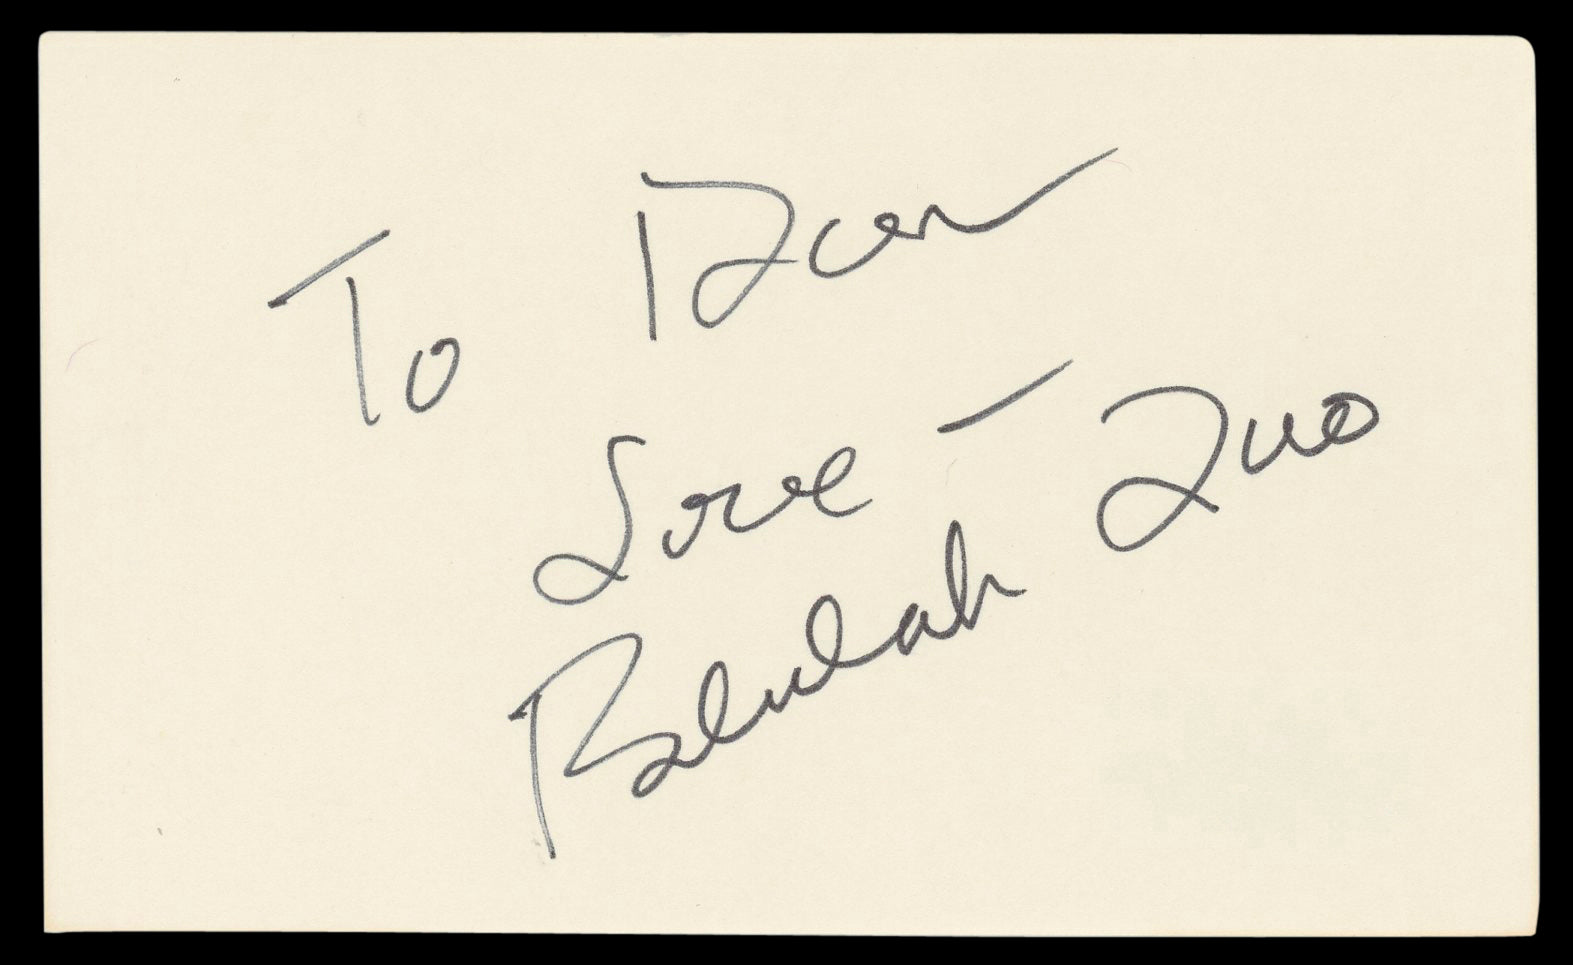 To Dan
Love —
Beulah Quo